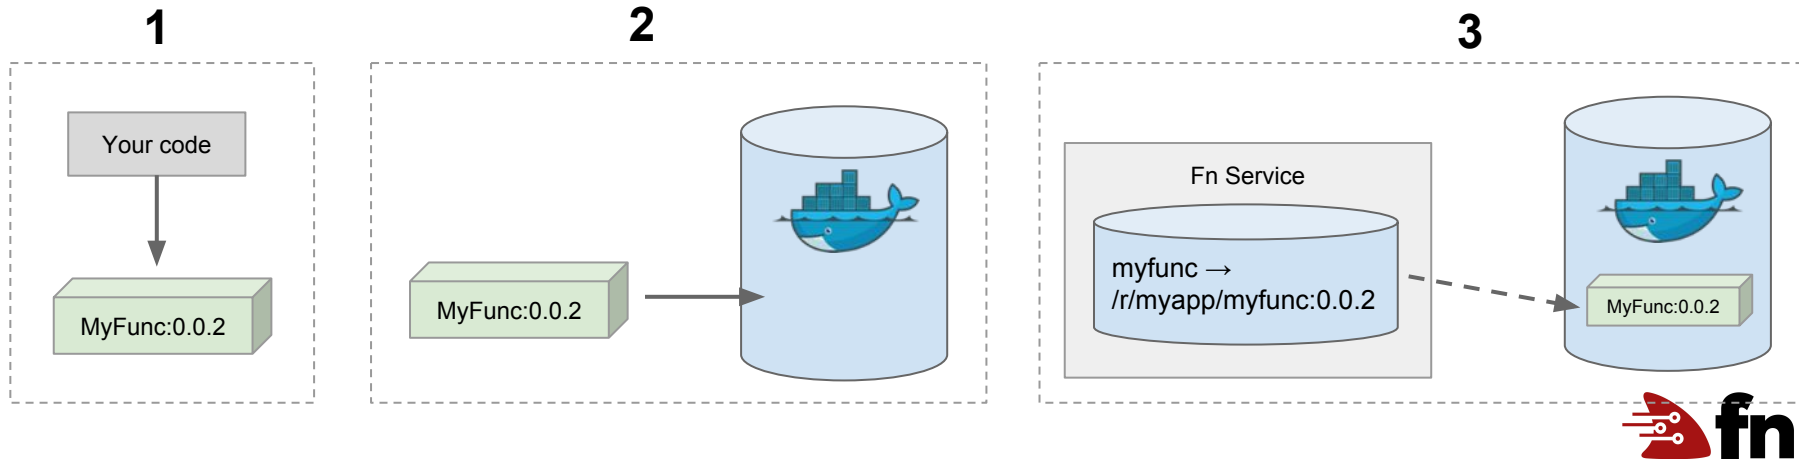 1
2
3
Your code
MyFunc:0.0.2
MyFunc:0.0.2
Fn Service
myfunc →
/r/myapp/myfunc:0.0.2
MyFunc:0.0.2
fn